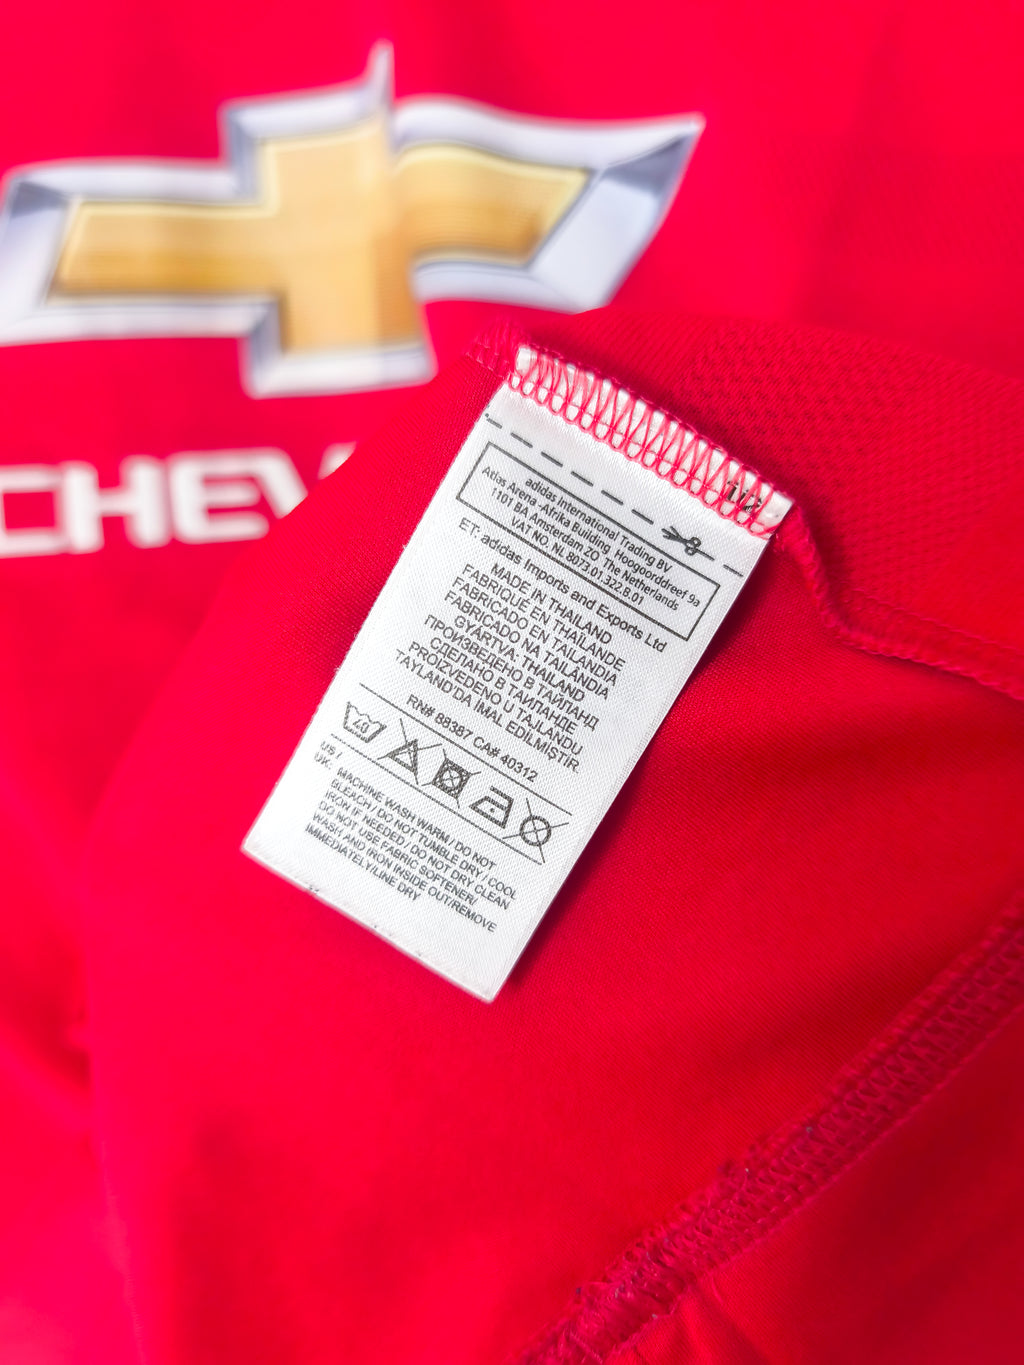 CHEV
1/2
adidas International Trading BV
Atlas Arena -Afrika Building, Hoogoorddreef 9a
1101 BA Amsterdam ZO The Netherlands
VAT NO. NL 8073.01.322.B.01
ET: adidas Imports and Exports Ltd
MADE IN THAILAND
FABRIQUÉ EN THAÏLANDE
FABRICADO EN TAILANDIA
FABRICADO NA TAILÂNDIA
GYÁRTVA: THAILAND
ПРОИЗВЕДЕНО В ТАЙЛАНД
СДЕЛАНО В ТАИЛАНДЕ
PROIZVEDENO U TAJLANDU
TAYLAND'DA İMAL EDİLMİŞTİR.
RN# 88387 CA# 40312
40
US /
UK: MACHINE WASH WARM / DO NOT
BLEACH / DO NOT TUMBLE DRY / COOL
IRON IF NEEDED / DO NOT DRY CLEAN
DO NOT USE FABRIC SOFTENER/
WASH AND IRON INSIDE OUT/REMOVE
IMMEDIATELY/LINE DRY